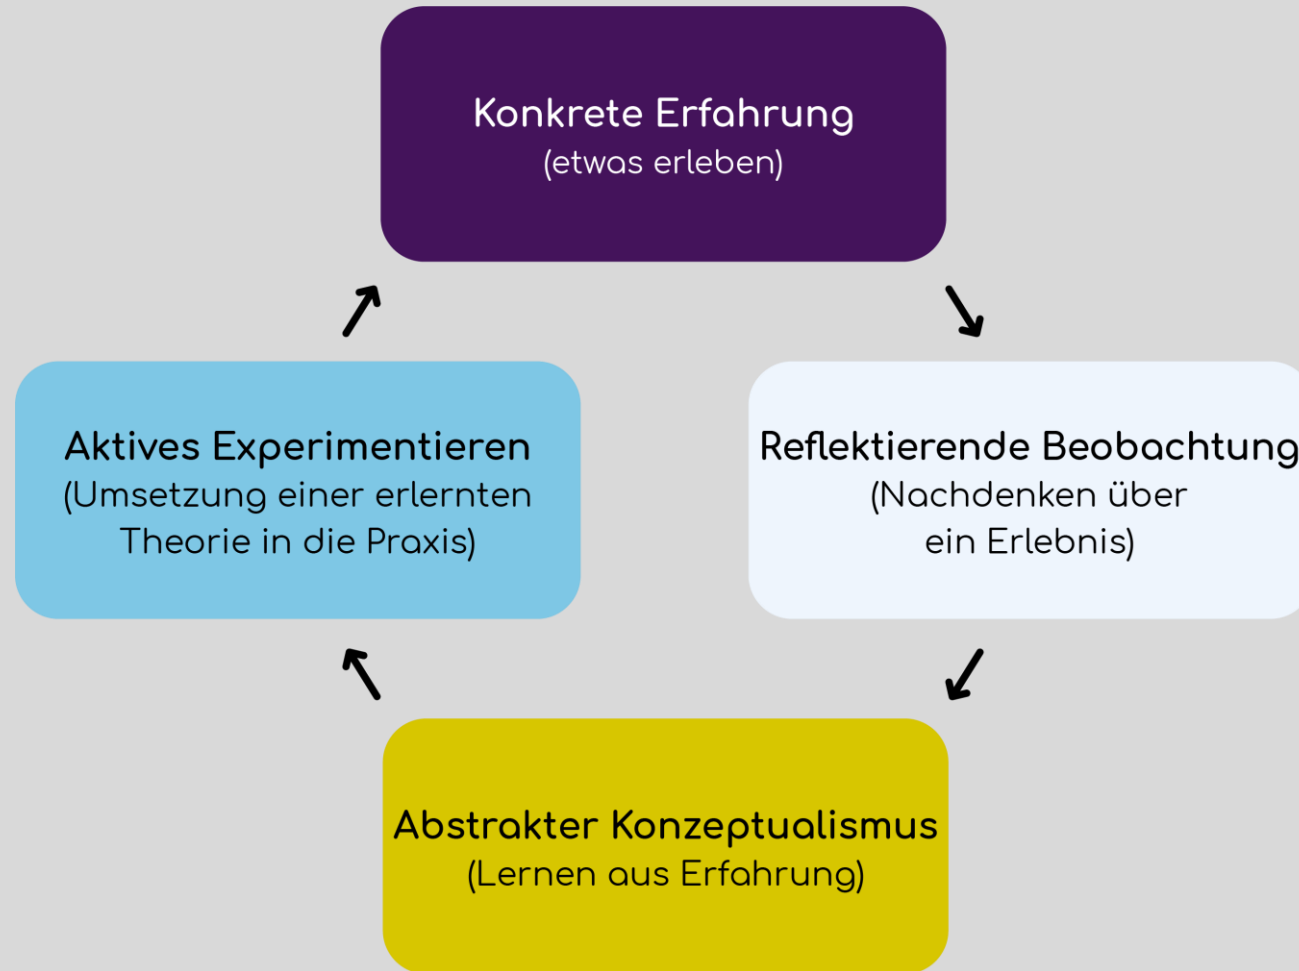 Konkrete Erfahrung
(etwas erleben)
Aktives Experimentieren
(Umsetzung einer erlernten
Theorie in die Praxis)
Reflektierende Beobachtung
(Nachdenken über
ein Erlebnis)
Abstrakter Konzeptualismus
(Lernen aus Erfahrung)